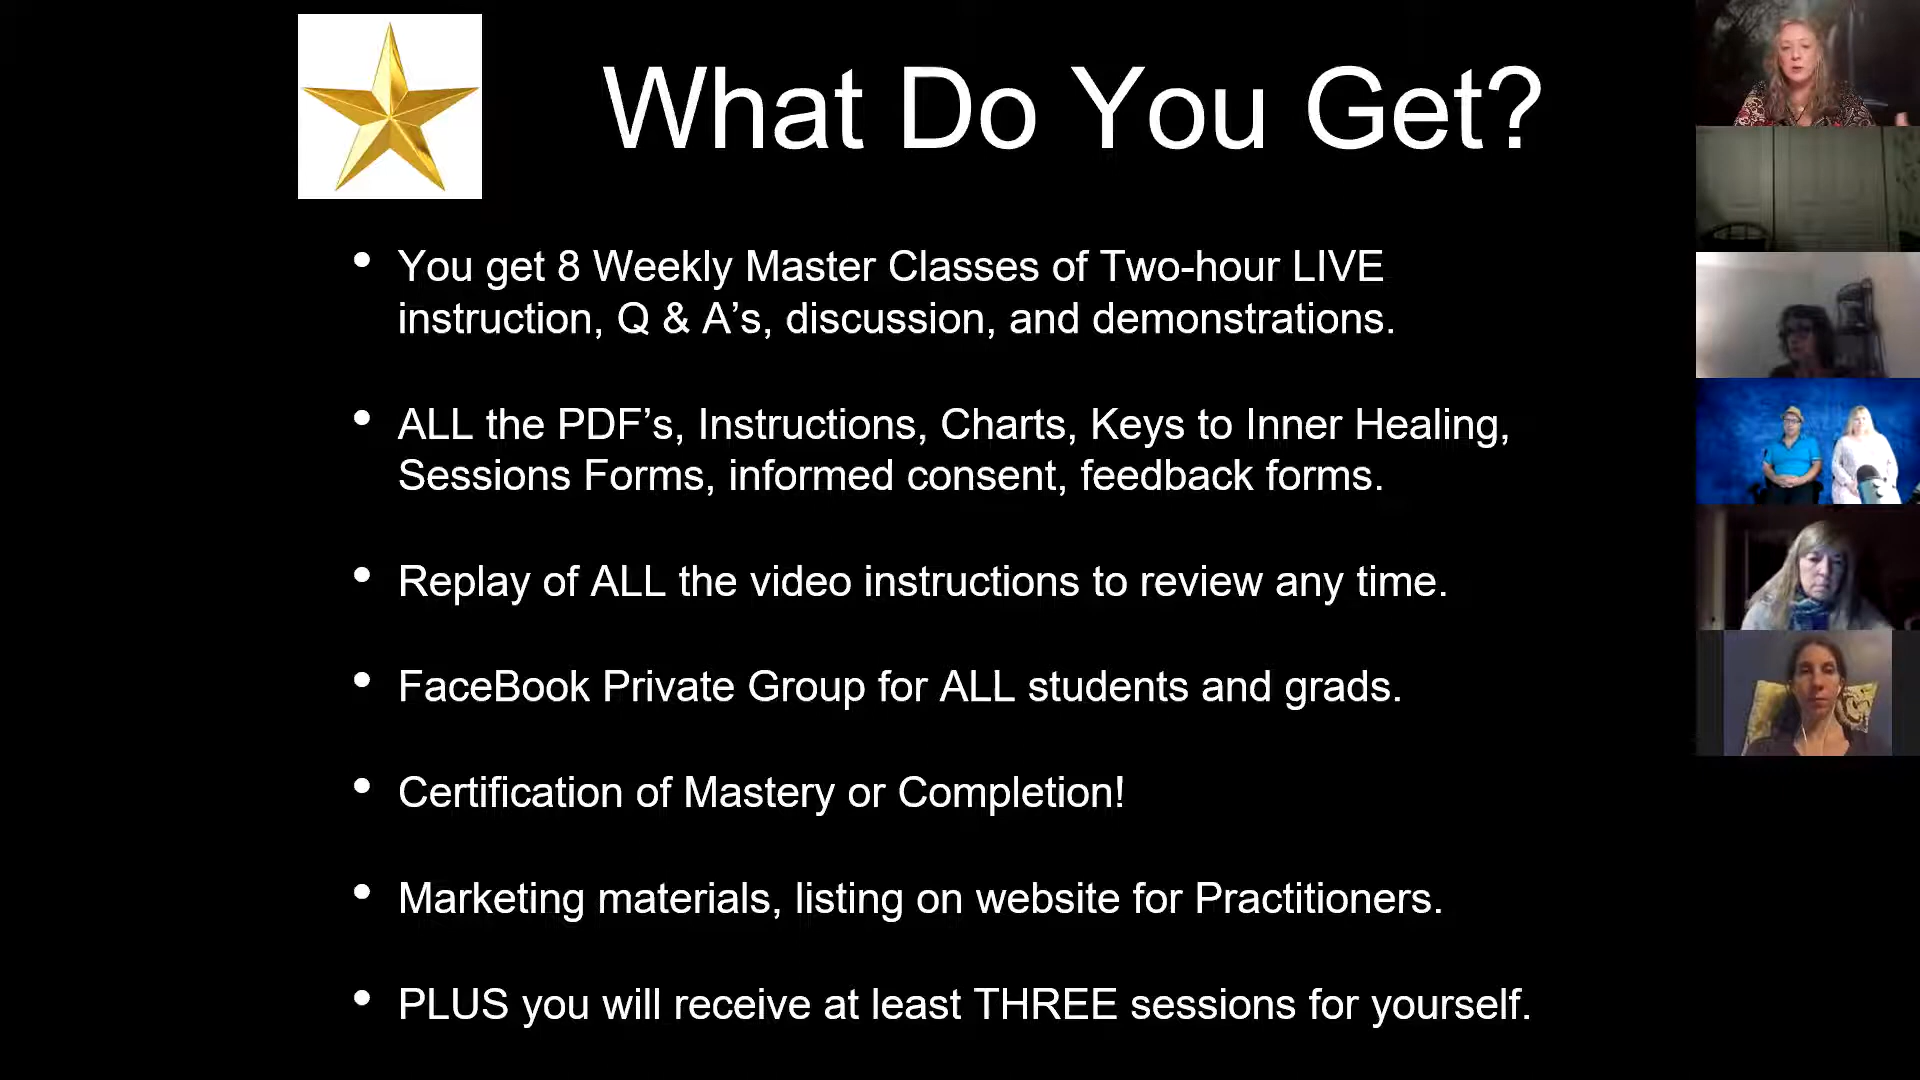 What Do You Get?
• You get 8 Weekly Master Classes of Two-hour LIVE
instruction, Q & A’s, discussion, and demonstrations.
• ALL the PDF’s, Instructions, Charts, Keys to Inner Healing,
Sessions Forms, informed consent, feedback forms.
• Replay of ALL the video instructions to review any time.
• FaceBook Private Group for ALL students and grads.
• Certification of Mastery or Completion!
• Marketing materials, listing on website for Practitioners.
• PLUS you will receive at least THREE sessions for yourself.